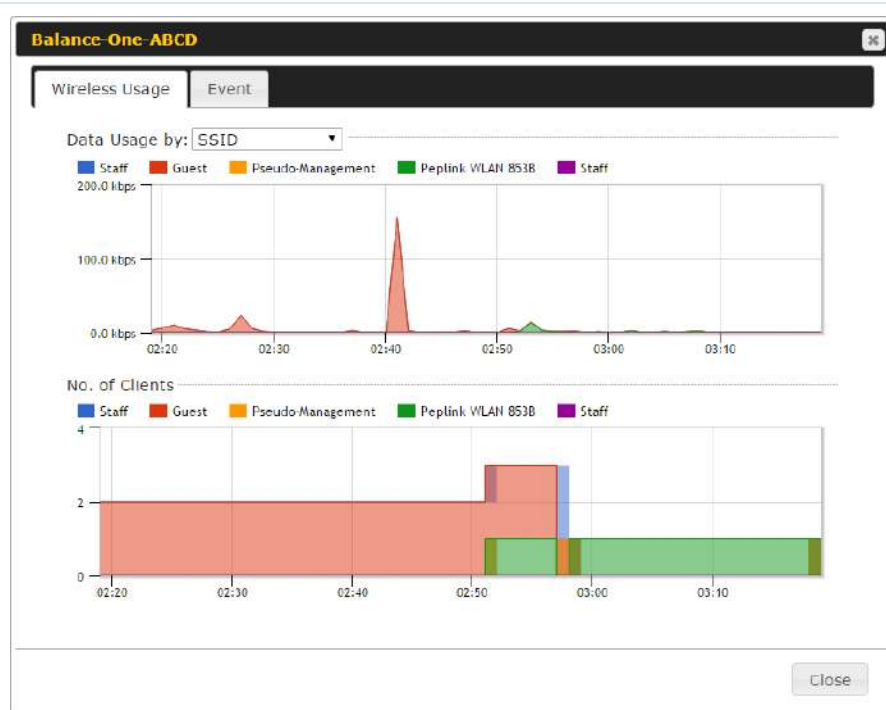 Balance-One-ABCD
Wireless Usage Event
Data Usage by: SSID
Staff Guest Pseudo-Management Peplink WLAN 853B Staff
200.0 kbps
100.0 kbps
0.0 kbps
02:20 02:30 02:40 02:50 03:00 03:10
No. of Clients
Staff Guest Pseudo-Management Peplink WLAN 853B Staff
4
2
0
02:20 02:30 02:40 02:50 03:00 03:10
Close